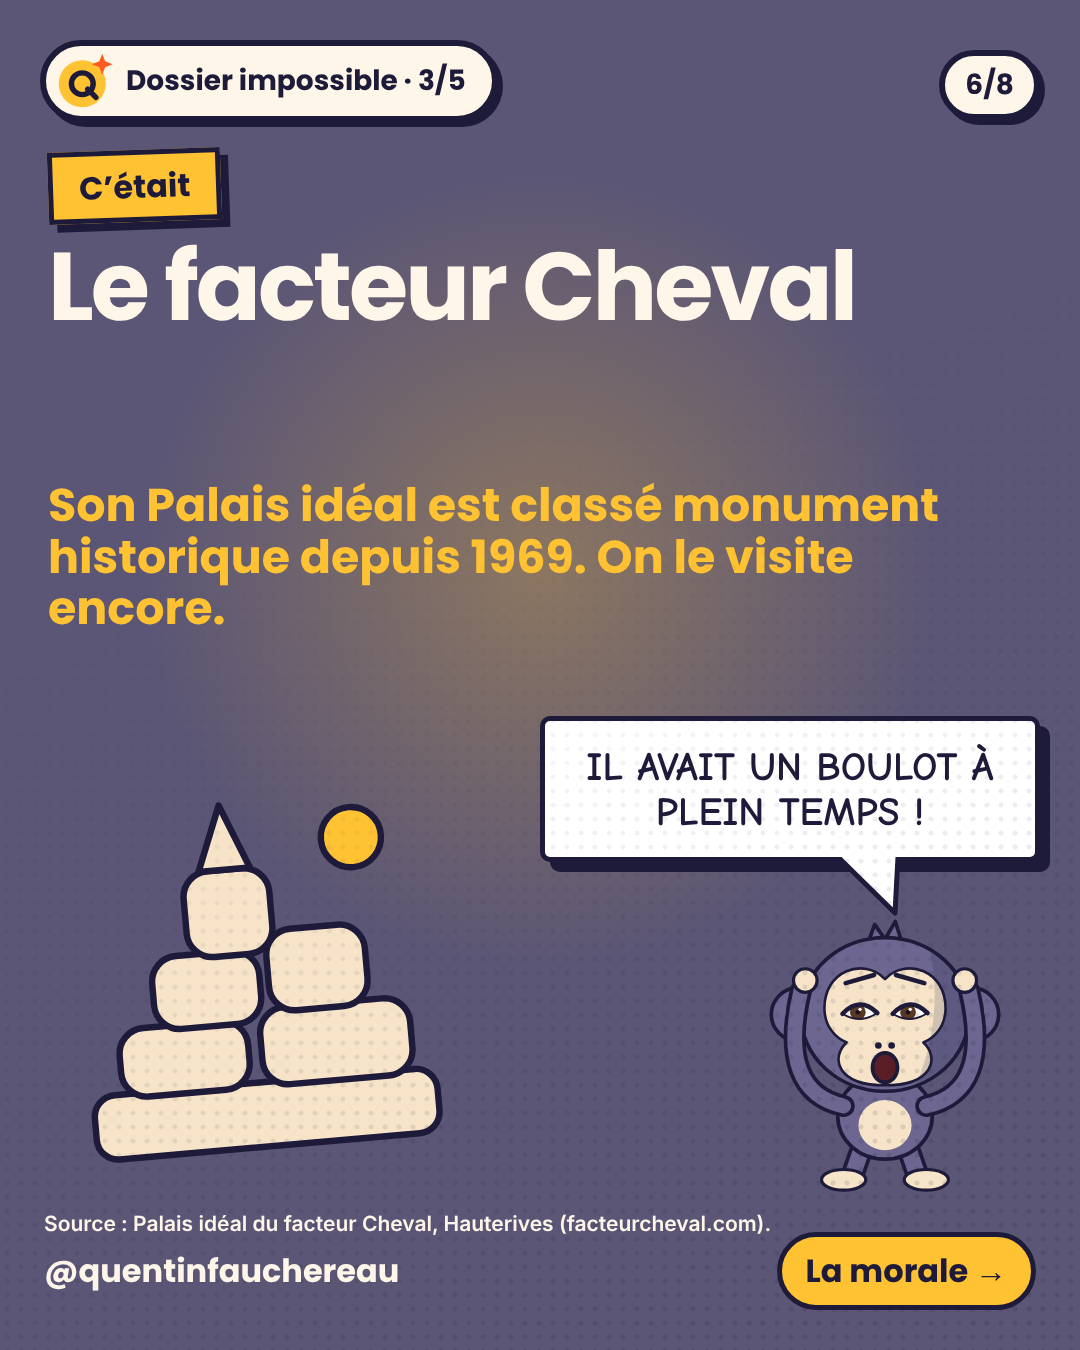 Q Dossier impossible · 3/5
6/8
C’était
Le facteur Cheval
Son Palais idéal est classé monument
historique depuis 1969. On le visite
encore.
IL AVAIT UN BOULOT À
PLEIN TEMPS !
Source : Palais idéal du facteur Cheval, Hauterives (facteurcheval.com).
@quentinfauchereau
La morale →